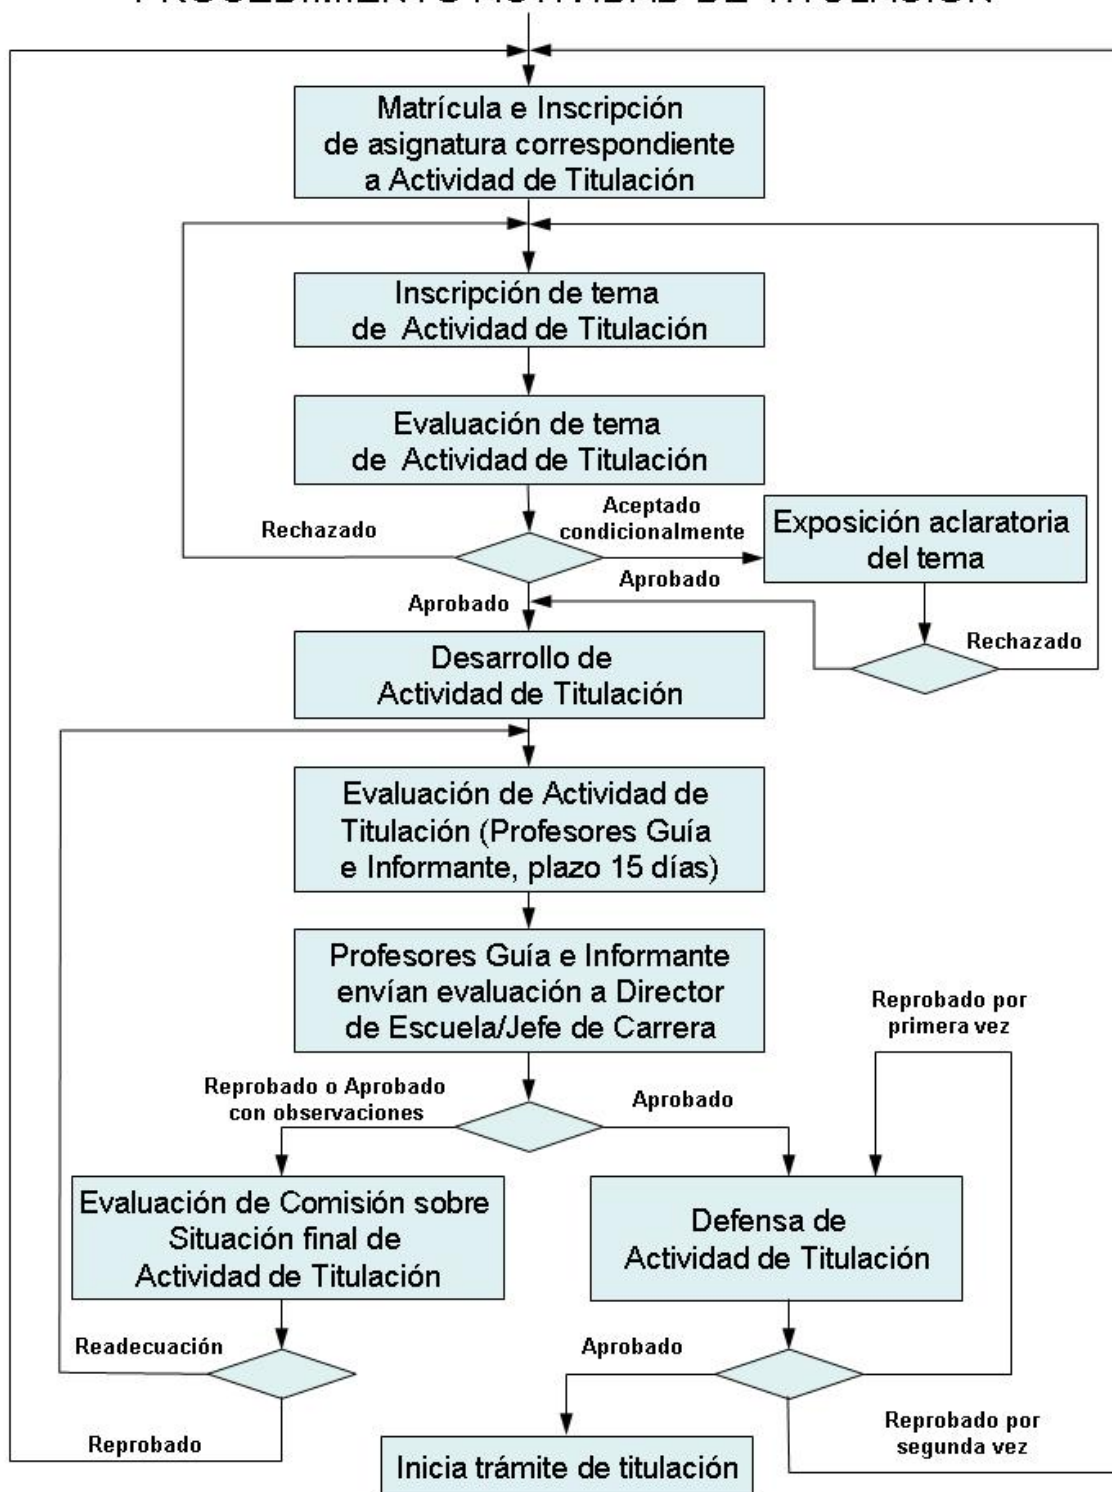 PROCEDIMIENTO ACTIVIDAD DE TITULACIÓN
Matrícula e Inscripción
de asignatura correspondiente
a Actividad de Titulación
Inscripción de tema
de Actividad de Titulación
Evaluación de tema
de Actividad de Titulación
Rechazado
Aceptado
condicionalmente
Exposición aclaratoria
del tema
Aprobado
Aprobado
Rechazado
Desarrollo de
Actividad de Titulación
Evaluación de Actividad de
Titulación (Profesores Guía
e Informante, plazo 15 días)
Profesores Guía e Informante
envían evaluación a Director
de Escuela/Jefe de Carrera
Reprobado por
primera vez
Reprobado o Aprobado
con observaciones
Aprobado
Evaluación de Comisión sobre
Situación final de
Actividad de Titulación
Defensa de
Actividad de Titulación
Readecuación
Aprobado
Reprobado
Reprobado por
segunda vez
Inicia trámite de titulación